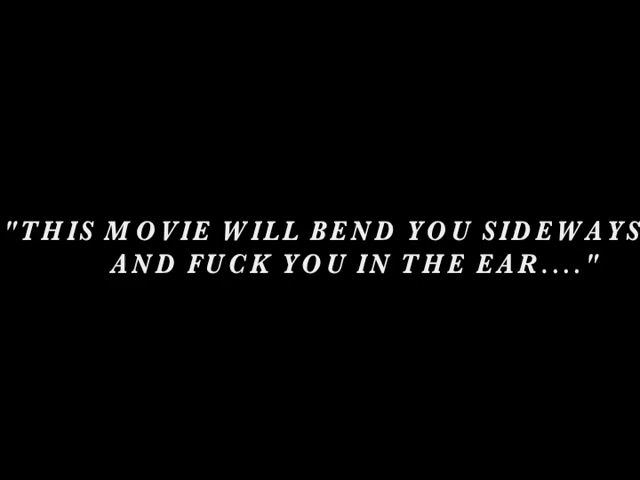 "THIS MOVIE WILL BEND YOU SIDEWAYS
AND FUCK YOU IN THE EAR...."